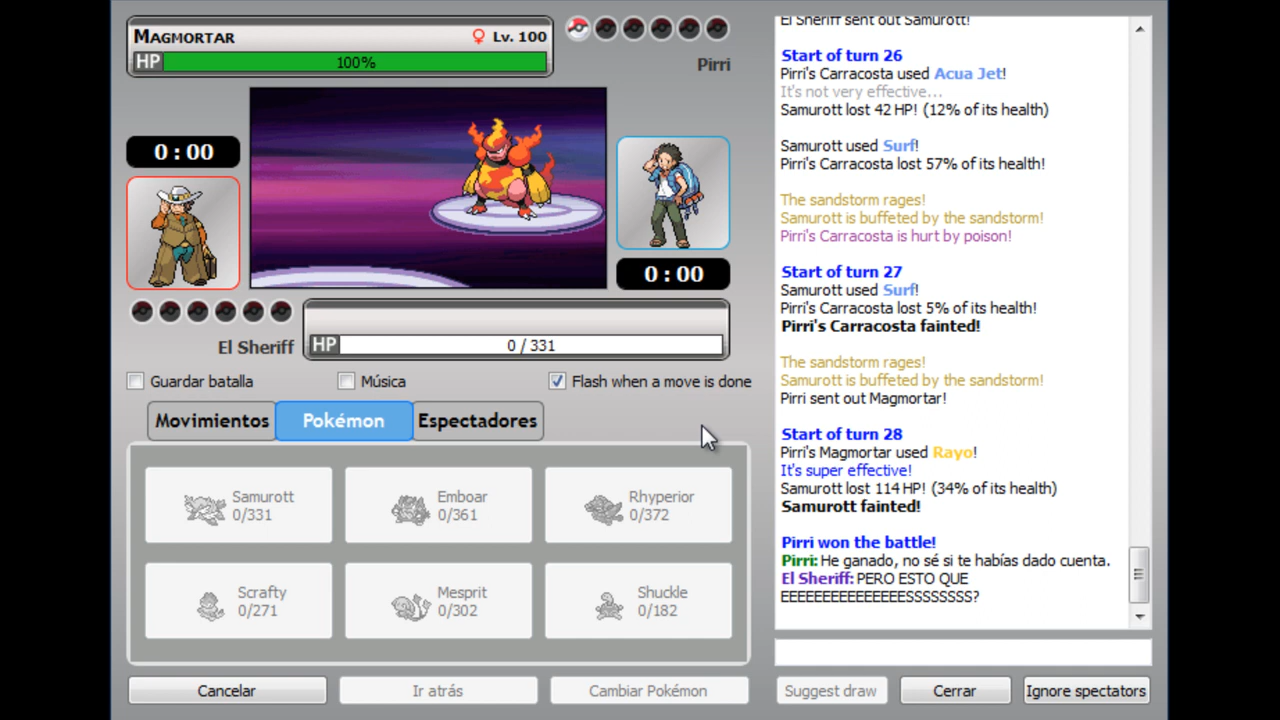 MAGMORTAR ♀ Lv. 100
HP 100%
Pirri
0 : 00
0 : 00
El Sheriff
HP 0 / 331
Guardar batalla
Música
Flash when a move is done
Movimientos
Pokémon
Espectadores
Samurott
0/331
Emboar
0/361
Rhyperior
0/372
Scrafty
0/271
Mesprit
0/302
Shuckle
0/182
Cancelar
Ir atrás
Cambiar Pokémon
El Sheriff sent out Samurott!
Start of turn 26
Pirri's Carracosta used Acua Jet!
It's not very effective...
Samurott lost 42 HP! (12% of its health)
Samurott used Surf!
Pirri's Carracosta lost 57% of its health!
The sandstorm rages!
Samurott is buffeted by the sandstorm!
Pirri's Carracosta is hurt by poison!
Start of turn 27
Samurott used Surf!
Pirri's Carracosta lost 5% of its health!
Pirri's Carracosta fainted!
The sandstorm rages!
Samurott is buffeted by the sandstorm!
Pirri sent out Magmortar!
Start of turn 28
Pirri's Magmortar used Rayo!
It's super effective!
Samurott lost 114 HP! (34% of its health)
Samurott fainted!
Pirri won the battle!
Pirri: He ganado, no sé si te habías dado cuenta.
El Sheriff: PERO ESTO QUE
EEEEEEEEEEEEEEESSSSSSSS?
Suggest draw
Cerrar
Ignore spectators